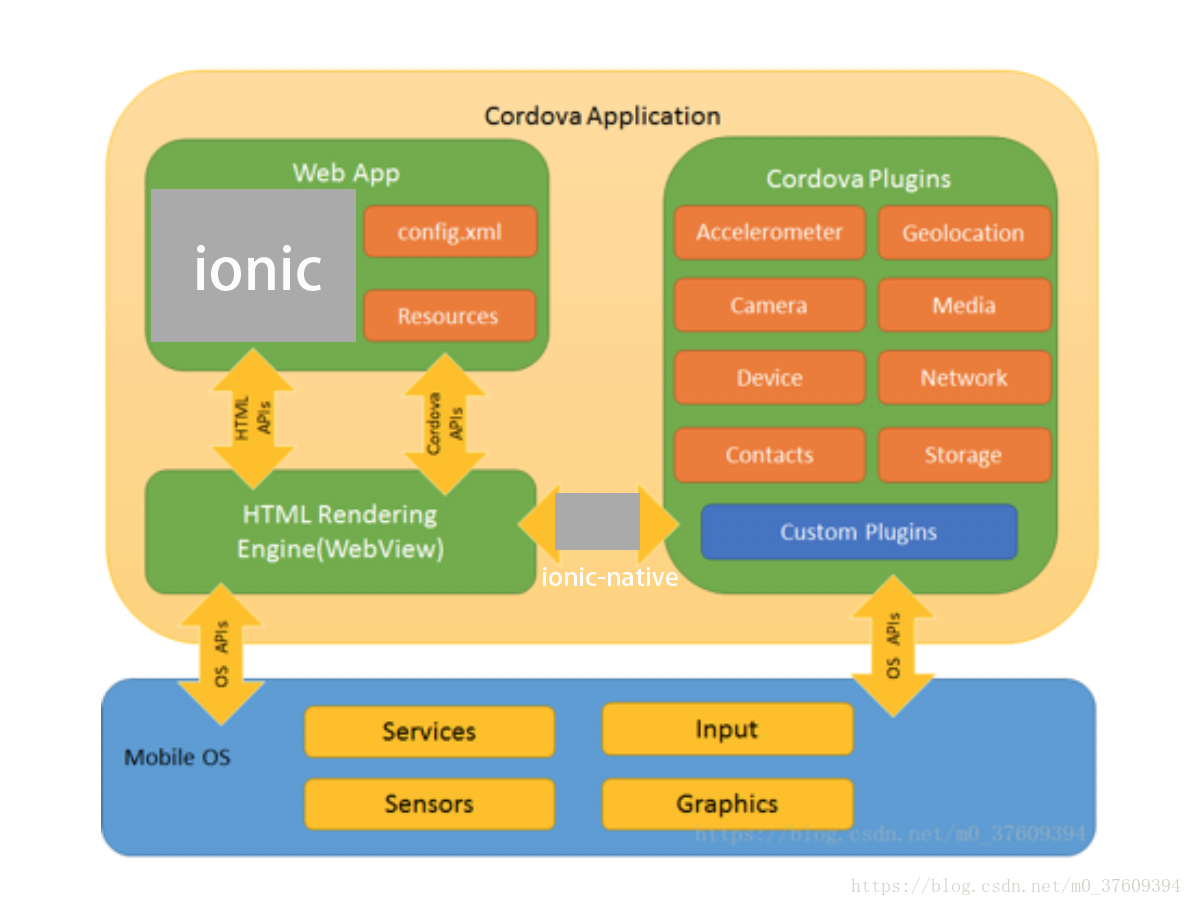 Cordova Application
Web App
ionic
config.xml
Resources
HTML
APIs
Cordova
APIs
HTML Rendering
Engine(WebView)
ionic-native
Cordova Plugins
Accelerometer
Geolocation
Camera
Media
Device
Network
Contacts
Storage
Custom Plugins
OS APIs
OS APIs
Mobile OS
Services
Input
Sensors
Graphics
https://blog.csdn.net/m0_37609394
https://blog.csdn.net/m0_37609394